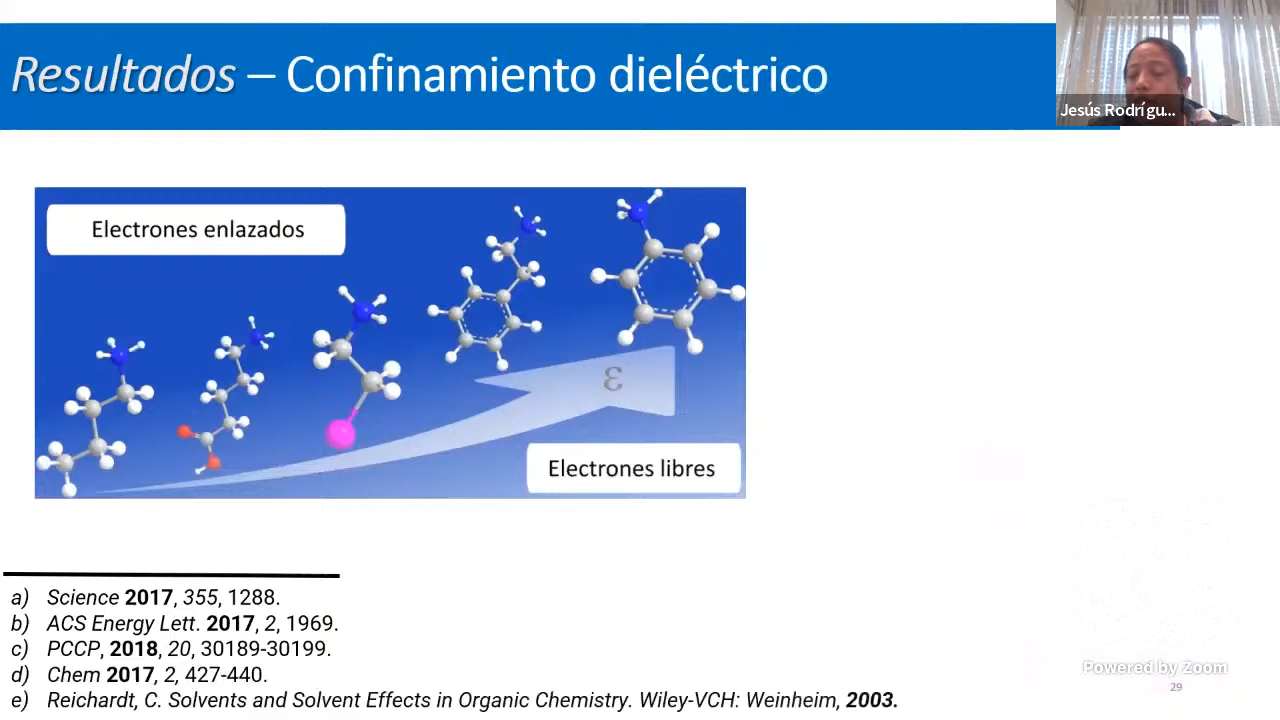 Resultados – Confinamiento dieléctrico
Jesús Rodrígu...
Electrones enlazados
ε
Electrones libres
a) Science 2017, 355, 1288.
b) ACS Energy Lett. 2017, 2, 1969.
c) PCCP, 2018, 20, 30189-30199.
d) Chem 2017, 2, 427-440.
e) Reichardt, C. Solvents and Solvent Effects in Organic Chemistry. Wiley-VCH: Weinheim, 2003.
Powered by Zoom
29